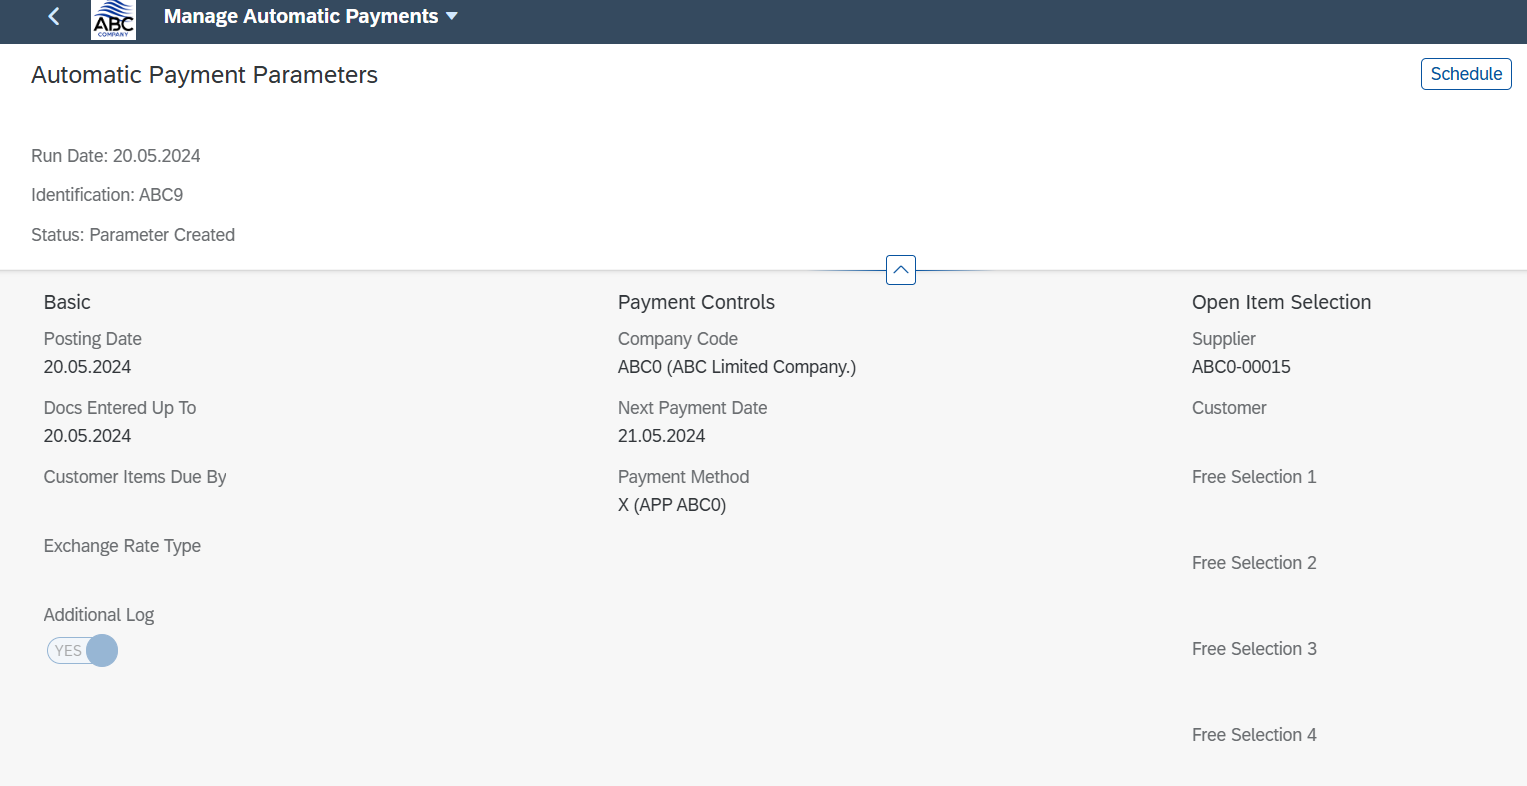 ABC
COMPANY
Manage Automatic Payments
Automatic Payment Parameters
Schedule
Run Date: 20.05.2024
Identification: ABC9
Status: Parameter Created
Basic
Posting Date
20.05.2024
Docs Entered Up To
20.05.2024
Customer Items Due By
Exchange Rate Type
Additional Log
YES
Payment Controls
Company Code
ABC0 (ABC Limited Company.)
Next Payment Date
21.05.2024
Payment Method
X (APP ABC0)
Open Item Selection
Supplier
ABC0-00015
Customer
Free Selection 1
Free Selection 2
Free Selection 3
Free Selection 4